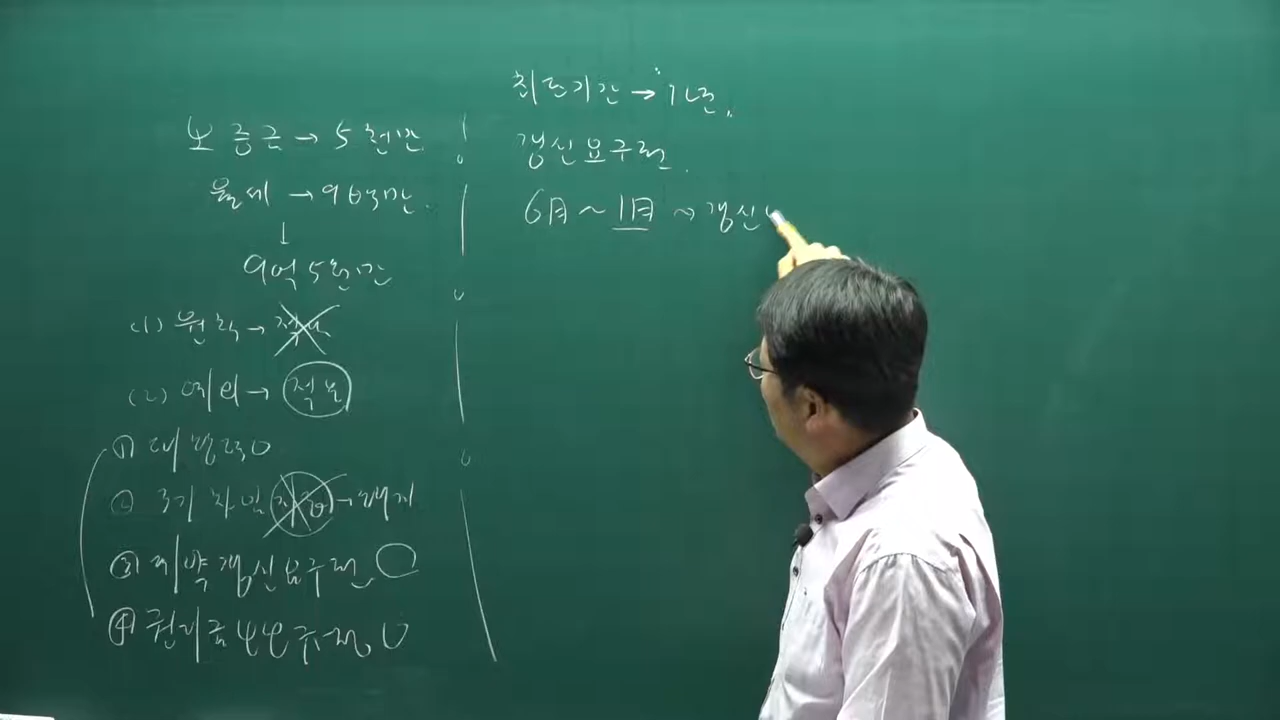 보증금 → 5천만
월세 → 900만
↓
9억 5천만
(1) 원칙 → 적용
(2) 예외 → 적용
① 대항력 O
② 3기 차임 → 해지
③ 계약갱신요구권 O
④ 권리금 보호규정 O
최단기간 → 1년.
갱신요구권.
6月 ~ 1月 ~ 갱신